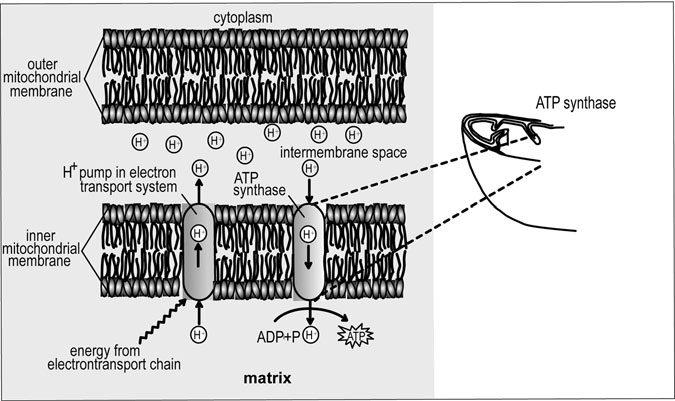 cytoplasm
outer
mitochondrial
membrane
H⁻
H⁻
H⁻
H⁻
H⁻
H⁻
ATP synthase
intermembrane space
H⁺ pump in electron
transport system
H⁻
ATP
synthase
H⁻
inner
mitochondrial
membrane
H⁻
H⁻
energy from
electrontransport chain
H⁻
ADP+P
H⁻
ATP
matrix